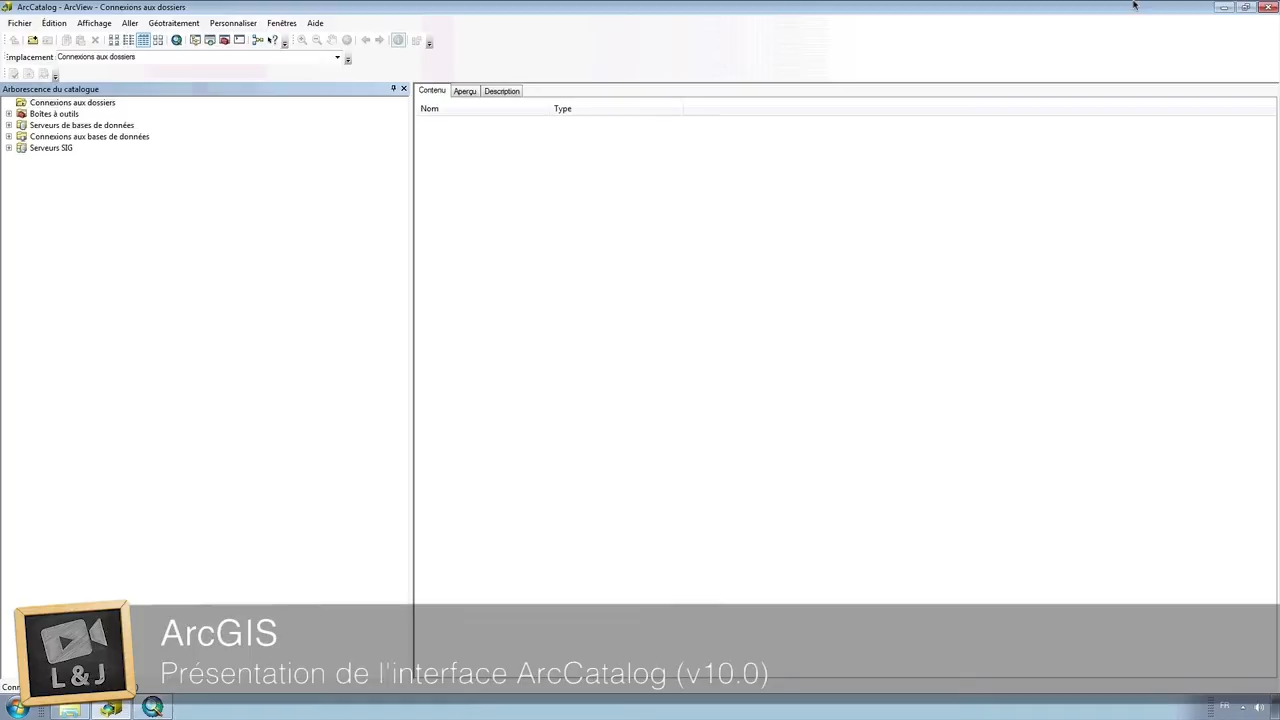 ArcCatalog - ArcView - Connexions aux dossiers
Fichier Édition Affichage Aller Géotraitement Personnaliser Fenêtres Aide
Emplacement: Connexions aux dossiers
Arborescence du catalogue
Connexions aux dossiers
Boîtes à outils
Serveurs de bases de données
Connexions aux bases de données
Serveurs SIG
Contenu Aperçu Description
Nom Type
ArcGIS
Présentation de l'interface ArcCatalog (v10.0)
L&J
FR